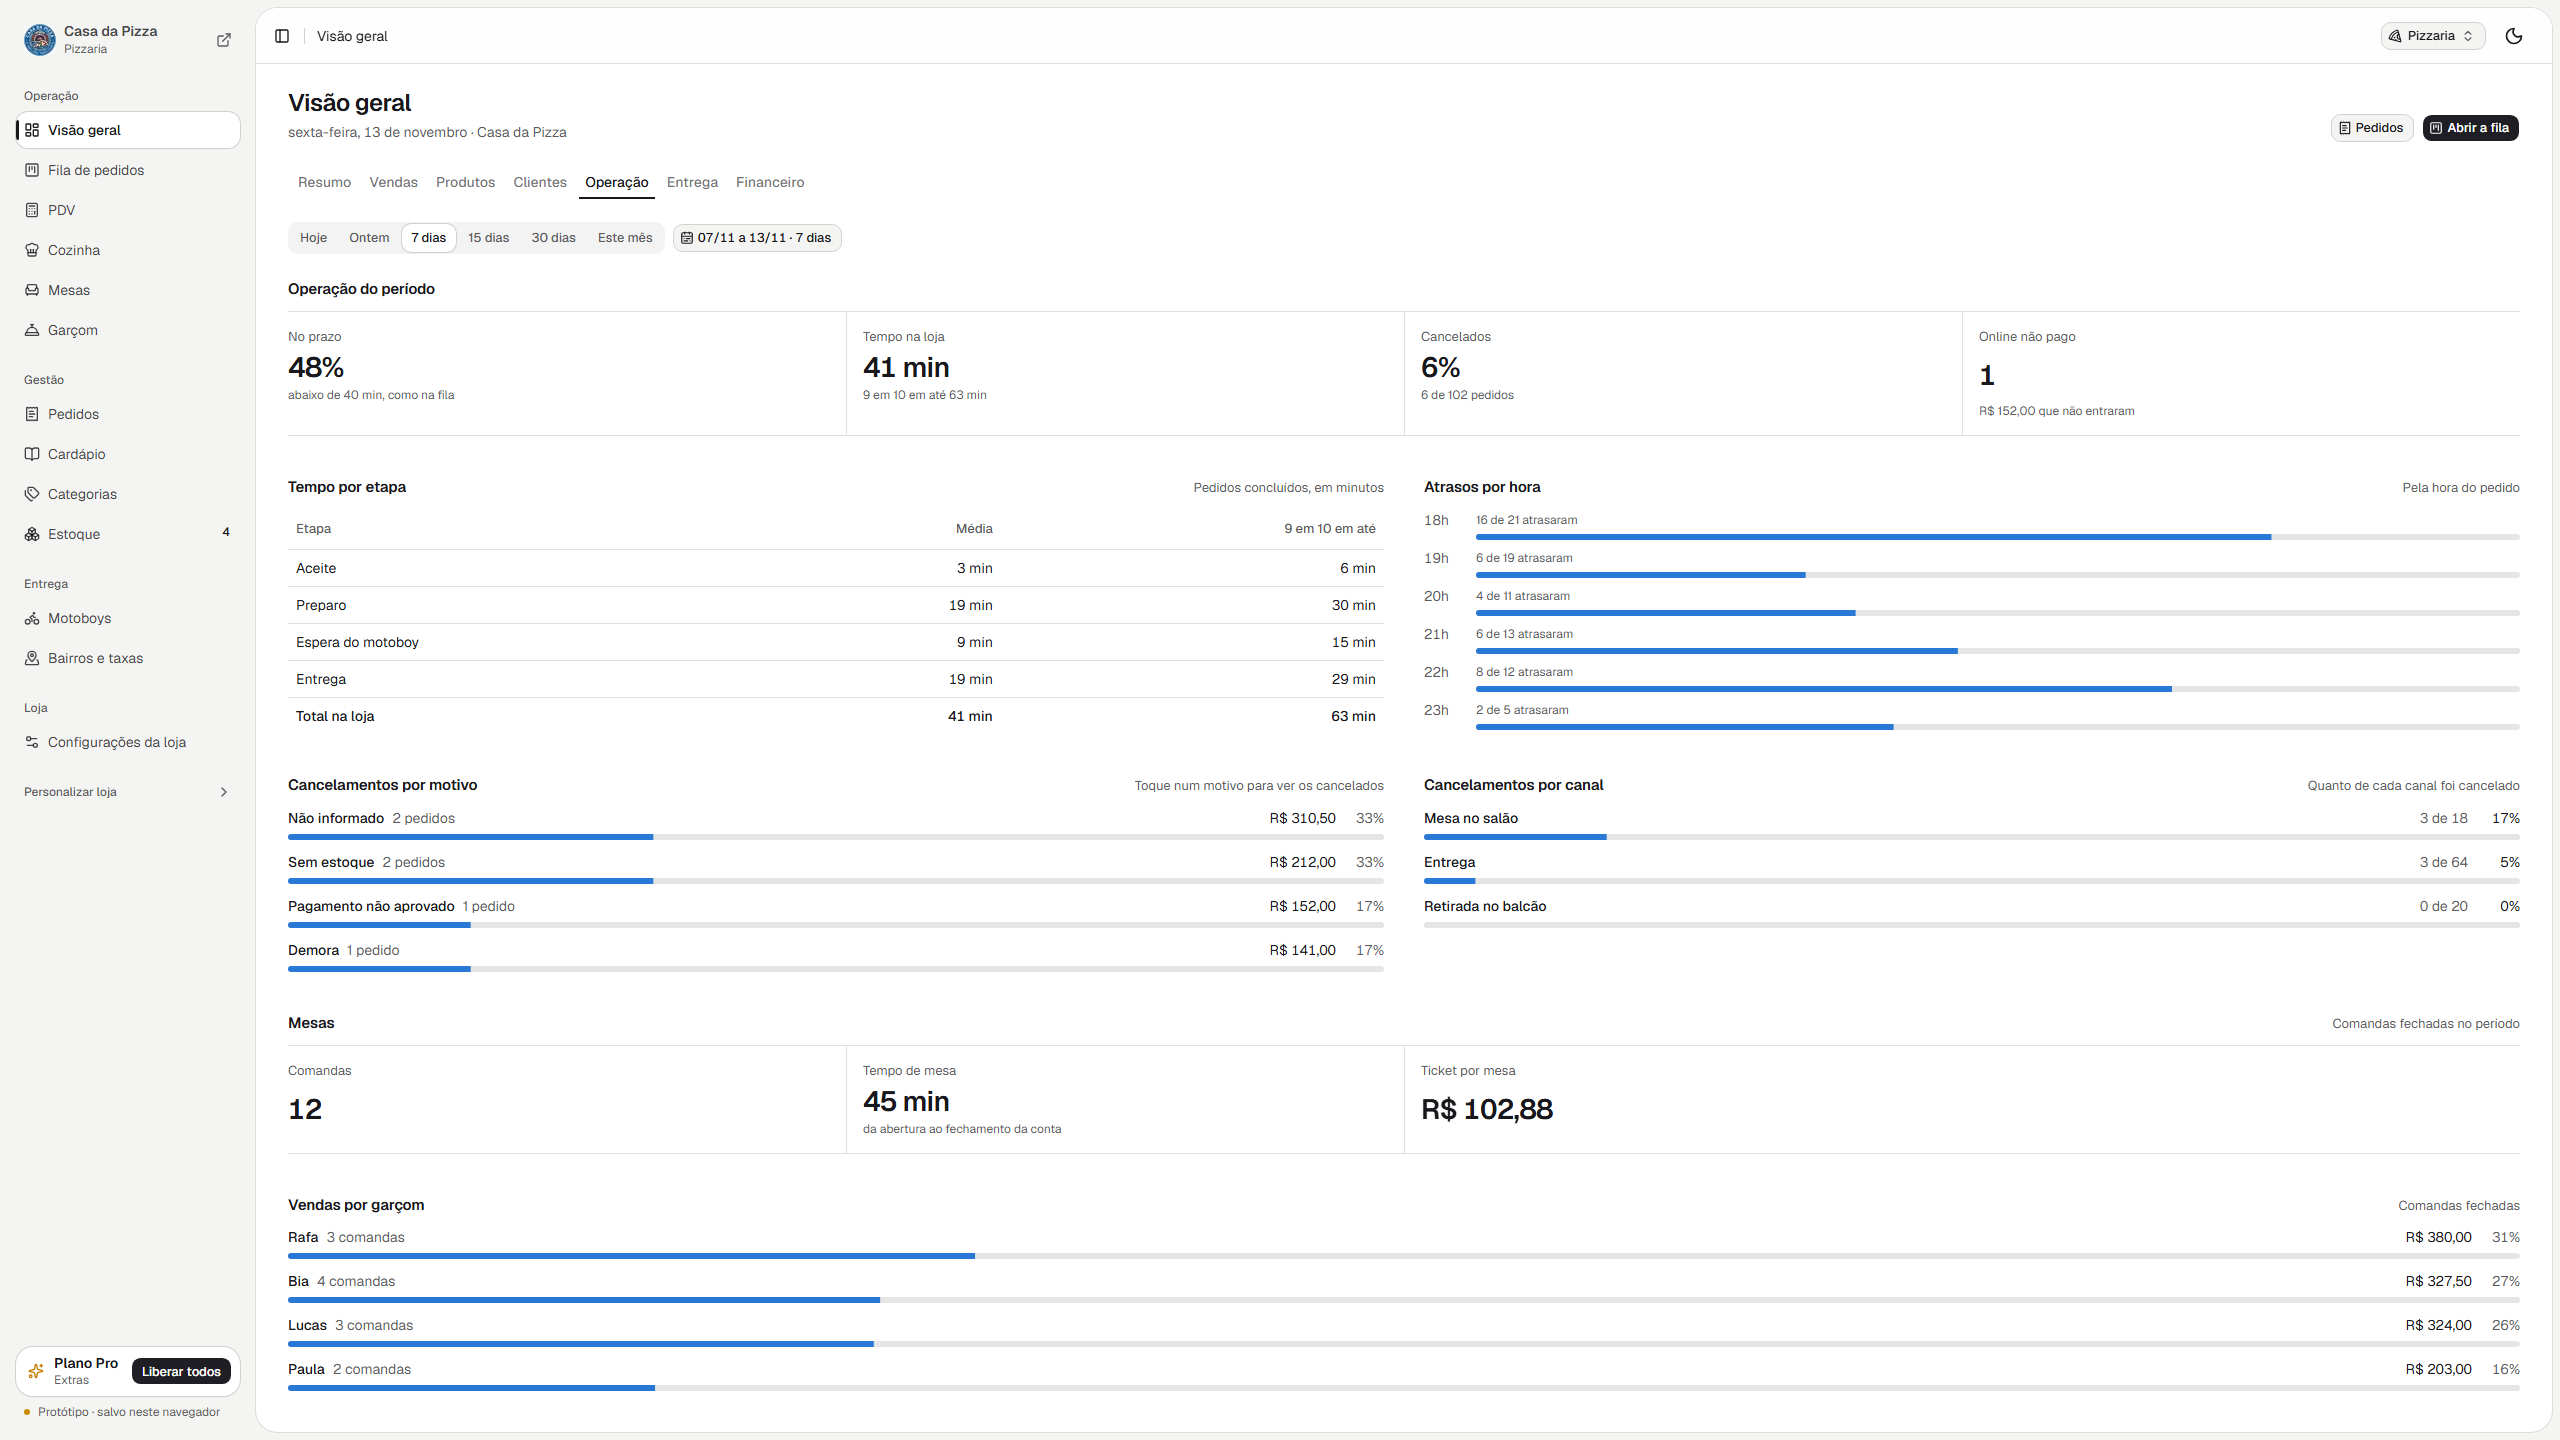 Casa da Pizza
Pizzaria
Operação
Visão geral
Fila de pedidos
PDV
Cozinha
Mesas
Garçom
Gestão
Pedidos
Cardápio
Categorias
Estoque 4
Entrega
Motoboys
Bairros e taxas
Loja
Configurações da loja
Personalizar loja
Plano Pro
Extras
Liberar todos
Protótipo · salvo neste navegador
Visão geral
Pizzaria
Visão geral
sexta-feira, 13 de novembro · Casa da Pizza
Pedidos
Abrir a fila
Resumo Vendas Produtos Clientes Operação Entrega Financeiro
Hoje Ontem 7 dias 15 dias 30 dias Este mês 07/11 a 13/11 · 7 dias
Operação do período
No prazo
48%
abaixo de 40 min, como na fila
Tempo na loja
41 min
9 em 10 em até 63 min
Cancelados
6%
6 de 102 pedidos
Online não pago
1
R$ 152,00 que não entraram
Tempo por etapa Pedidos concluídos, em minutos
Etapa Média 9 em 10 em até
Aceite 3 min 6 min
Preparo 19 min 30 min
Espera do motoboy 9 min 15 min
Entrega 19 min 29 min
Total na loja 41 min 63 min
Atrasos por hora Pela hora do pedido
18h 16 de 21 atrasaram
19h 6 de 19 atrasaram
20h 4 de 11 atrasaram
21h 6 de 13 atrasaram
22h 8 de 12 atrasaram
23h 2 de 5 atrasaram
Cancelamentos por motivo Toque num motivo para ver os cancelados
Não informado 2 pedidos R$ 310,50 33%
Sem estoque 2 pedidos R$ 212,00 33%
Pagamento não aprovado 1 pedido R$ 152,00 17%
Demora 1 pedido R$ 141,00 17%
Cancelamentos por canal Quanto de cada canal foi cancelado
Mesa no salão 3 de 18 17%
Entrega 3 de 64 5%
Retirada no balcão 0 de 20 0%
Mesas Comandas fechadas no período
Comandas
12
Tempo de mesa
45 min
da abertura ao fechamento da conta
Ticket por mesa
R$ 102,88
Vendas por garçom Comandas fechadas
Rafa 3 comandas R$ 380,00 31%
Bia 4 comandas R$ 327,50 27%
Lucas 3 comandas R$ 324,00 26%
Paula 2 comandas R$ 203,00 16%